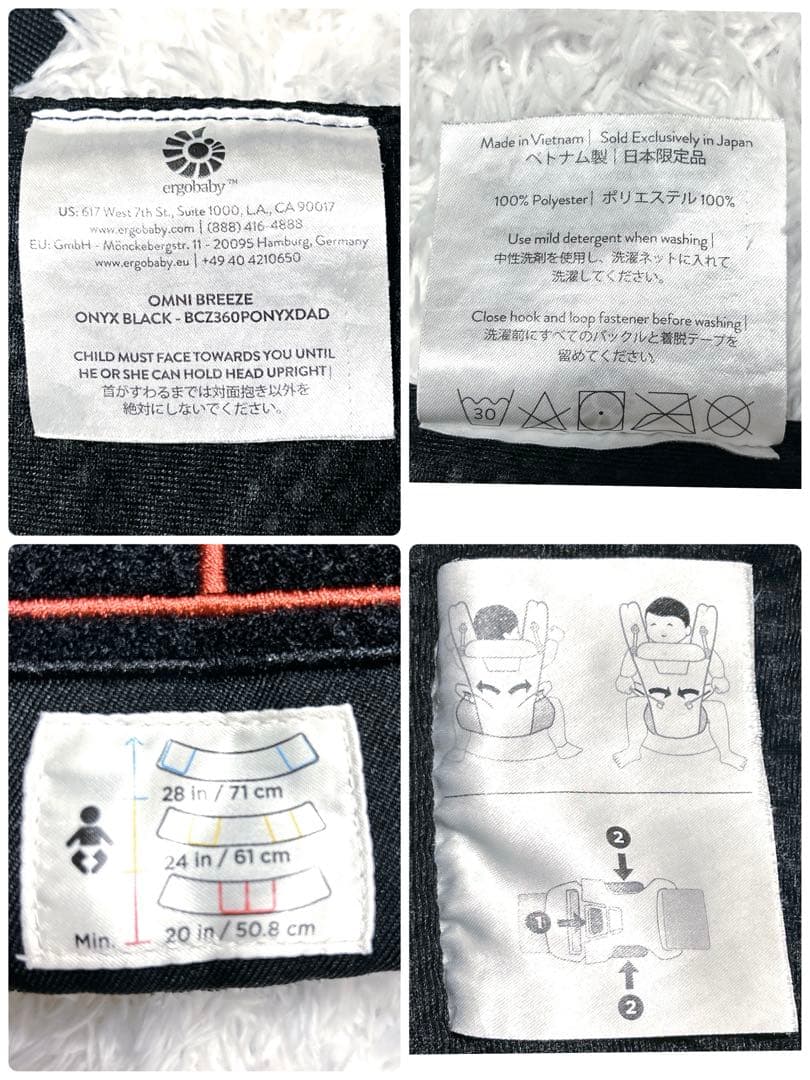 ergobaby™
US: 617 West 7th St., Suite 1000, L.A., CA 90017
www.ergobaby.com | (888) 416-4888
EU: GmbH - Mönckebergstr. 11 - 20095 Hamburg, Germany
www.ergobaby.eu | +49 40 4210650
OMNI BREEZE
ONYX BLACK - BCZ360PONYXDAD
CHILD MUST FACE TOWARDS YOU UNTIL
HE OR SHE CAN HOLD HEAD UPRIGHT|
首がすわるまでは対面抱き以外を
絶対にしないでください。
Made in Vietnam | Sold Exclusively in Japan
ベトナム製 | 日本限定品
100% Polyester | ポリエステル 100%
Use mild detergent when washing |
中性洗剤を使用し、洗濯ネットに入れて
洗濯してください。
Close hook and loop fastener before washing |
洗濯前にすべてのバックルと着脱テープを
留めてください。
30
28 in / 71 cm
24 in / 61 cm
Min.
20 in / 50.8 cm
2
1
2